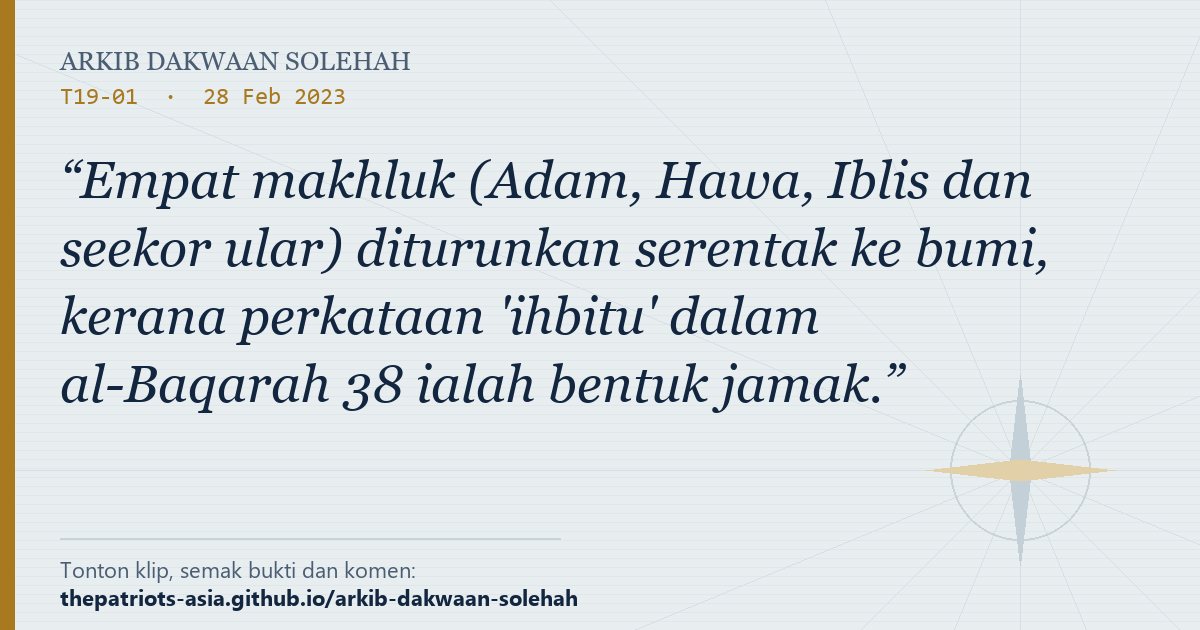 ARKIB DAKWAAN SOLEHAH
T19-01 · 28 Feb 2023
“Empat makhluk (Adam, Hawa, Iblis dan
seekor ular) diturunkan serentak ke bumi,
kerana perkataan 'ihbitu' dalam
al-Baqarah 38 ialah bentuk jamak.”
Tonton klip, semak bukti dan komen:
thepatriots-asia.github.io/arkib-dakwaan-solehah